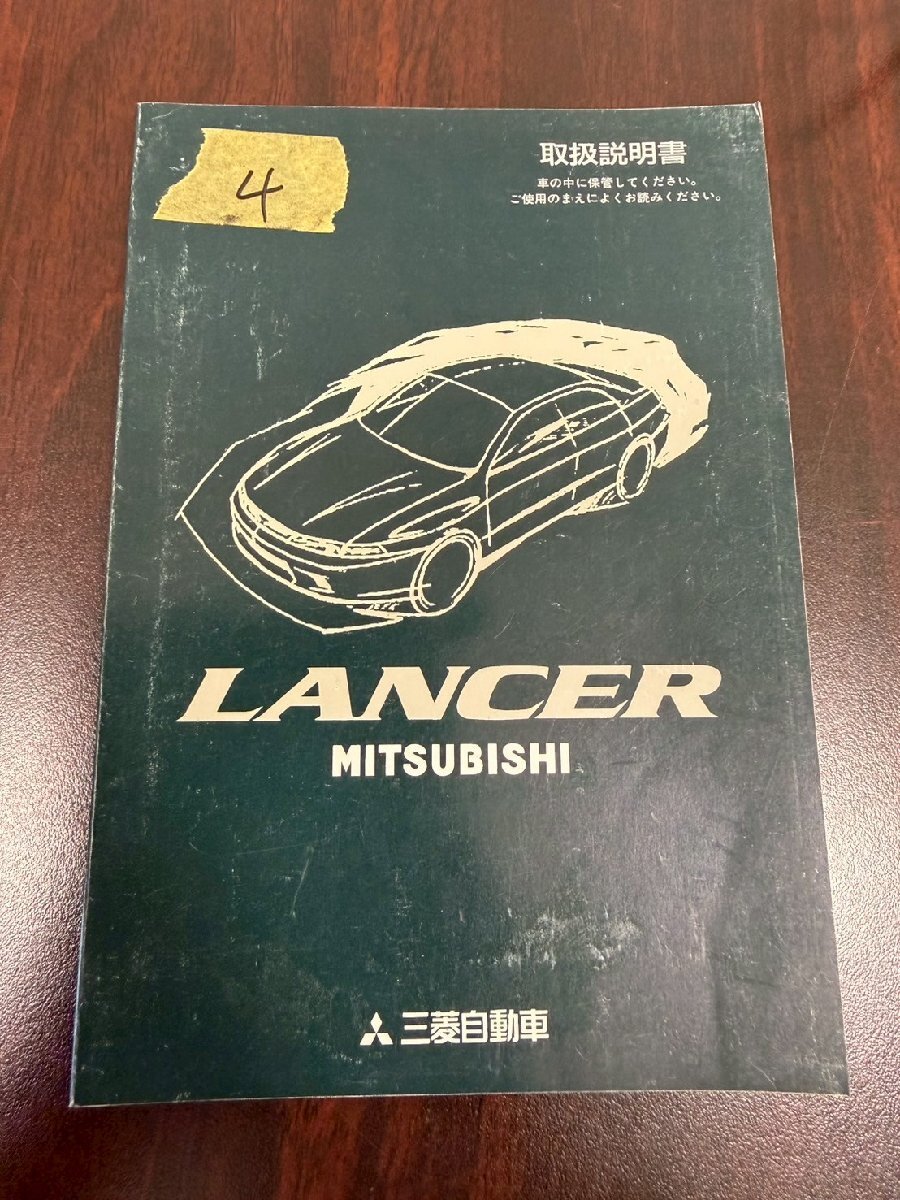 4
取扱説明書
車の中に保管してください。
ご使用のまえによくお読みください。
LANCER
MITSUBISHI
三菱自動車